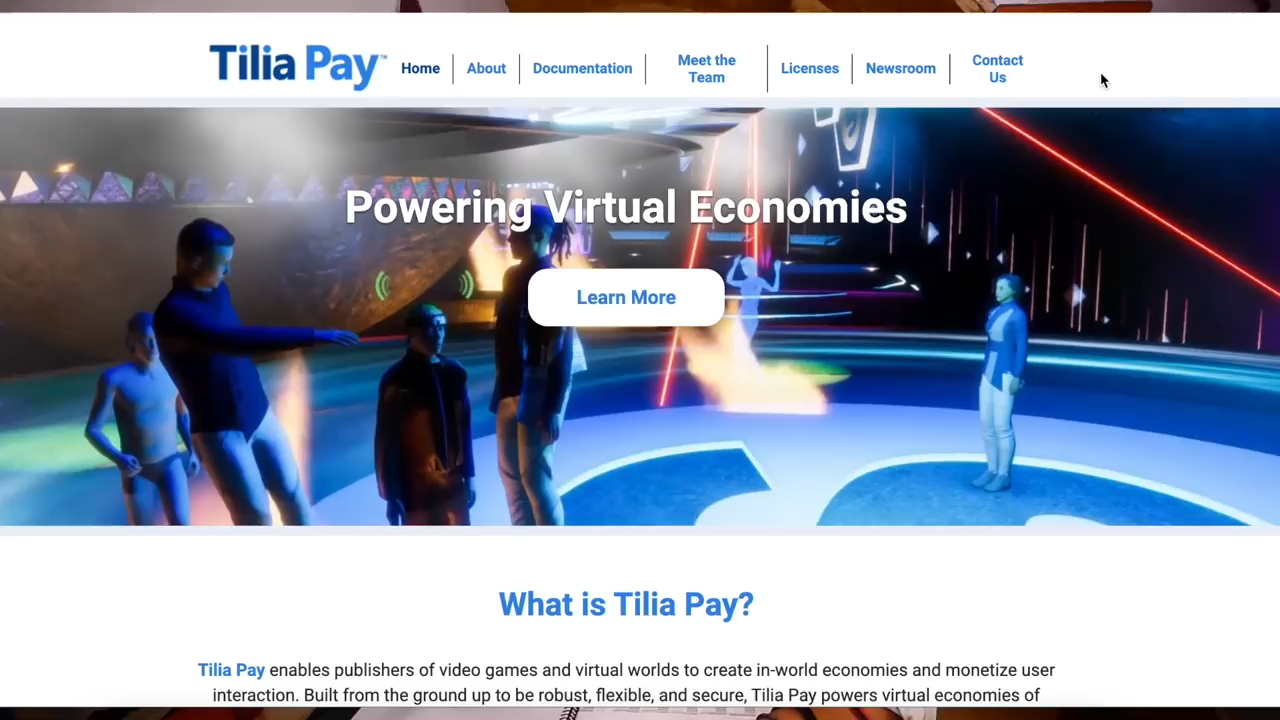 Tilia Pay™
Home
About
Documentation
Meet the
Team
Licenses
Newsroom
Contact
Us
Powering Virtual Economies
Learn More
What is Tilia Pay?
Tilia Pay enables publishers of video games and virtual worlds to create in-world economies and monetize user
interaction. Built from the ground up to be robust, flexible, and secure, Tilia Pay powers virtual economies of